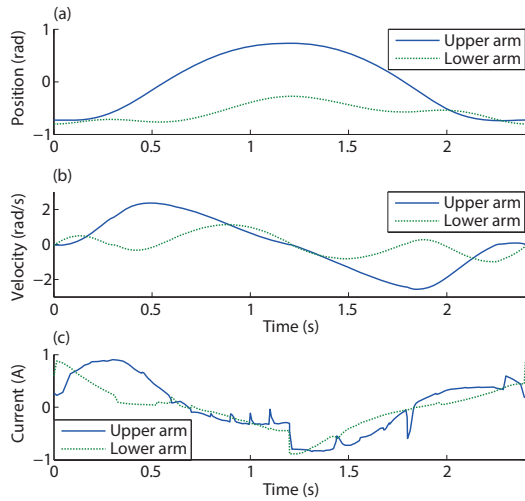 (a)
Position (rad)
1
0
−1
Upper arm
Lower arm
0
0.5
1
1.5
2
Time (s)
(b)
Velocity (rad/s)
2
0
−2
Upper arm
Lower arm
0
0.5
1
1.5
2
Time (s)
(c)
Current (A)
1
0
−1
Upper arm
Lower arm
0
0.5
1
1.5
2
Time (s)